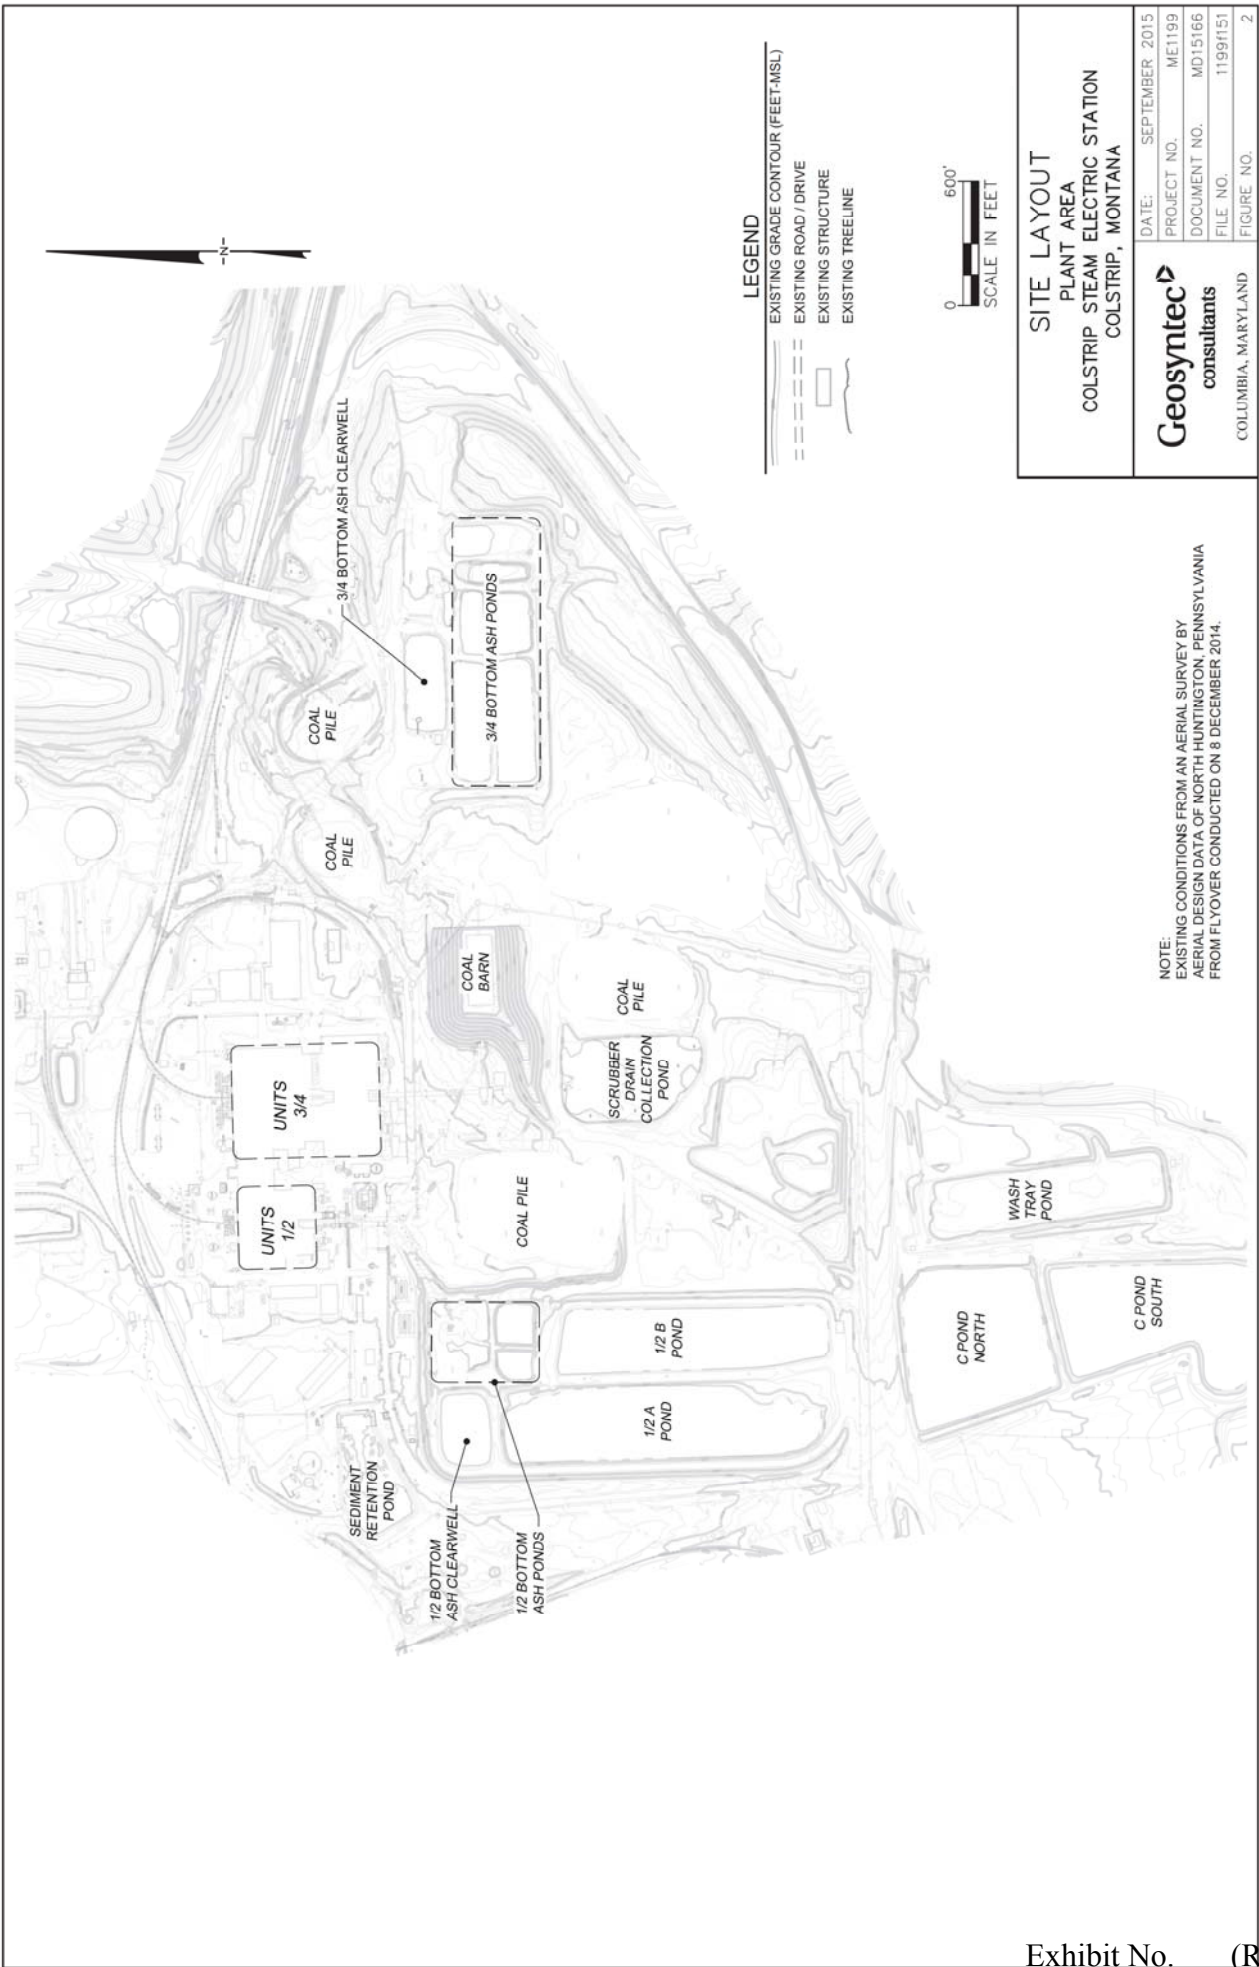 N
3/4 BOTTOM ASH CLEARWELL
COAL
PILE
3/4 BOTTOM ASH PONDS
COAL
PILE
COAL
BARN
COAL
PILE
SCRUBBER
DRAIN
COLLECTION
POND
UNITS
3/4
UNITS
1/2
COAL PILE
WASH
TRAY
POND
C POND
NORTH
C POND
SOUTH
1/2 B
POND
1/2 A
POND
SEDIMENT
RETENTION
POND
1/2 BOTTOM
ASH CLEARWELL
1/2 BOTTOM
ASH PONDS
LEGEND
EXISTING GRADE CONTOUR (FEET-MSL)
EXISTING ROAD / DRIVE
EXISTING STRUCTURE
EXISTING TREELINE
0 600'
SCALE IN FEET
NOTE:
EXISTING CONDITIONS FROM AN AERIAL SURVEY BY
AERIAL DESIGN DATA OF NORTH HUNTINGTON, PENNSYLVANIA
FROM FLYOVER CONDUCTED ON 8 DECEMBER 2014.
SITE LAYOUT
PLANT AREA
COLSTRIP STEAM ELECTRIC STATION
COLSTRIP, MONTANA
Geosyntec
consultants
COLUMBIA, MARYLAND
DATE: SEPTEMBER 2015
PROJECT NO. ME1199
DOCUMENT NO. MD15166
FILE NO. 1199f151
FIGURE NO. 2
Exhibit No. (R